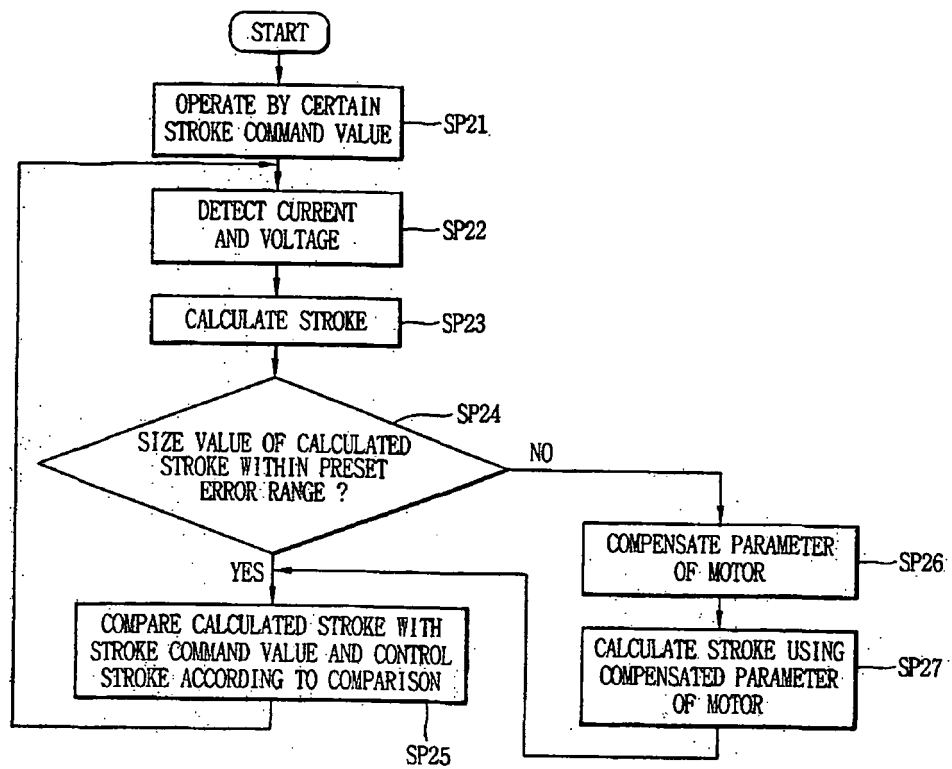 START
OPERATE BY CERTAIN
STROKE COMMAND VALUE
SP21
DETECT CURRENT
AND VOLTAGE
SP22
CALCULATE STROKE
SP23
SP24
SIZE VALUE OF CALCULATED
STROKE WITHIN PRESET
ERROR RANGE ?
NO
YES
COMPENSATE PARAMETER
OF MOTOR
SP26
COMPARE CALCULATED STROKE WITH
STROKE COMMAND VALUE AND CONTROL
STROKE ACCORDING TO COMPARISON
SP25
CALCULATE STROKE USING
COMPENSATED PARAMETER
OF MOTOR
SP27